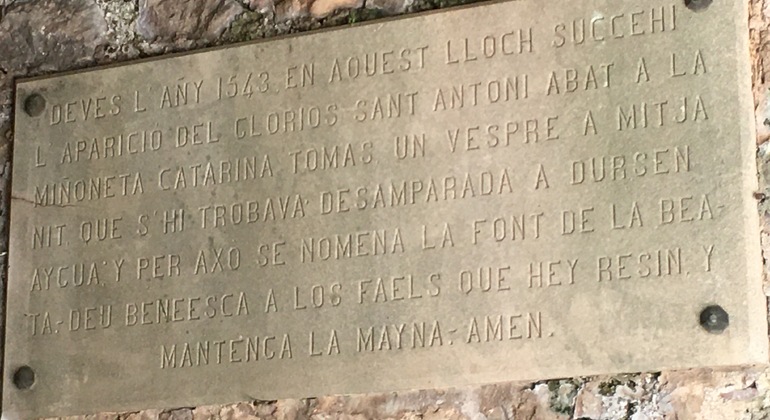 DEVES L'AÑY 1543, EN AQUEST LLOCH SUCCEHI
L APARICIÓ DEL GLORIOS SANT ANTONI ABAT A LA
MIÑONETA CATARINA TOMAS, UN VESPRE A MITJA
NIT, QUE S'HI TROBAVA DESAMPARADA A DURSEN
AYGUA; Y PER AXO SE NOMENA LA FONT DE LA BEA-
TA.-DEU BENEESCA A LOS FAELS QUE HEY RESIN, Y
MANTENGA LA MAYNA.-AMEN.